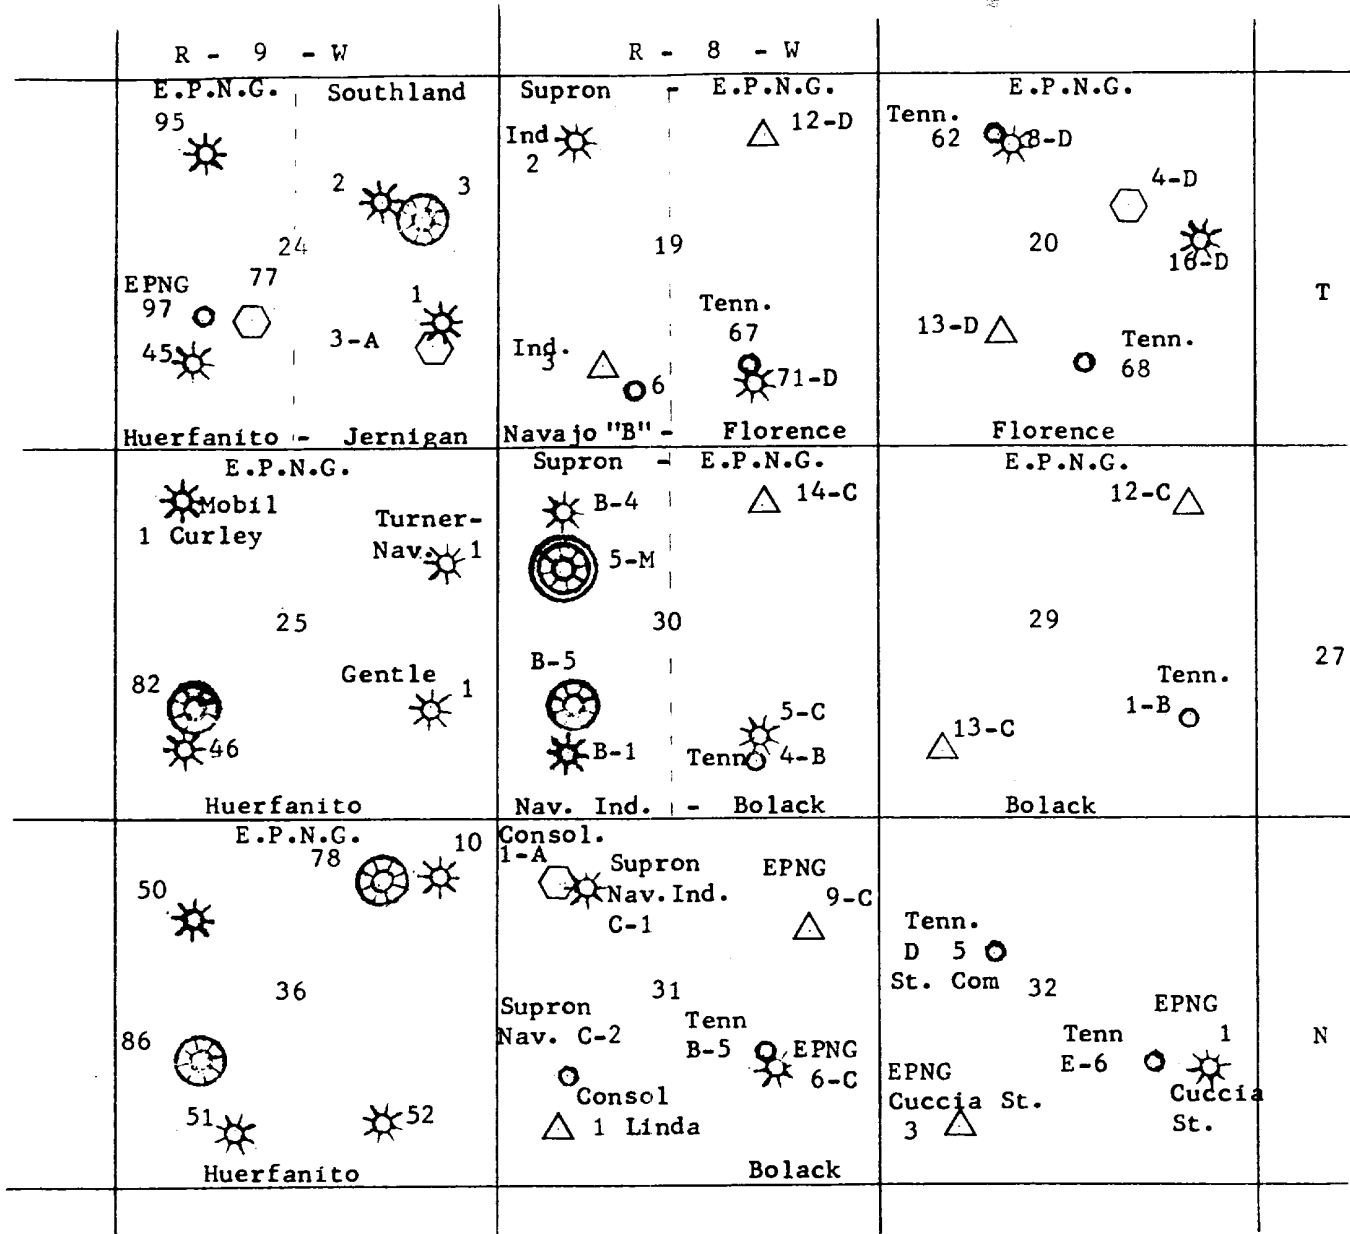 R - 9 - W
R - 8 - W
E.P.N.G.
Southland
95
2
3
24
EPNG
97
77
45
1
3-A
Huerfanito - Jernigan
Supron - E.P.N.G.
Ind
2
12-D
19
Tenn.
67
71-D
Ind.
3
6
Navajo "B" - Florence
E.P.N.G.
Tenn.
62
8-D
4-D
20
16-D
13-D
Tenn.
68
Florence
T
E.P.N.G.
Mobil
1 Curley
Turner-
Nav. 1
25
82
Gentle 1
46
Huerfanito
Supron - E.P.N.G.
B-4
14-C
5-M
30
B-5
5-C
B-1
Tenn 4-B
Nav. Ind. - Bolack
E.P.N.G.
12-C
29
Tenn.
1-B
13-C
Bolack
27
E.P.N.G.
78
10
50
36
86
51
52
Huerfanito
Consol.
1-A
Supron
Nav. Ind.
C-1
EPNG
9-C
31
Supron
Nav. C-2
Tenn
B-5
EPNG
6-C
Consol
1 Linda
Bolack
Tenn.
D 5
St. Com
32
EPNG
1
Tenn
E-6
Cuccia
St.
EPNG
Cuccia St.
3
N